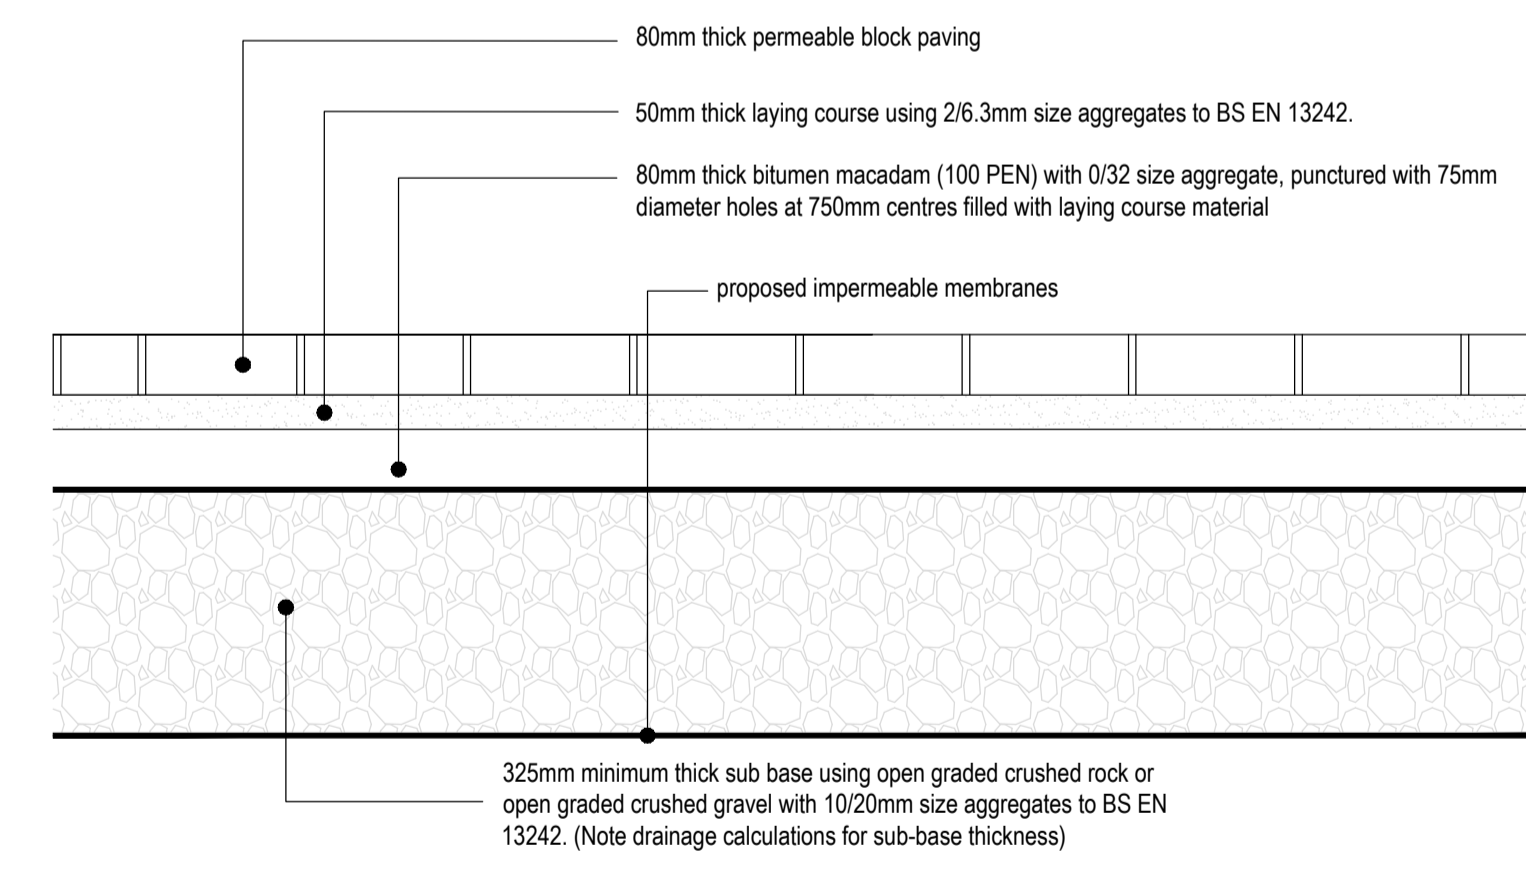 80mm thick permeable block paving
50mm thick laying course using 2/6.3mm size aggregates to BS EN 13242.
80mm thick bitumen macadam (100 PEN) with 0/32 size aggregate, punctured with 75mm
diameter holes at 750mm centres filled with laying course material
proposed impermeable membranes
325mm minimum thick sub base using open graded crushed rock or
open graded crushed gravel with 10/20mm size aggregates to BS EN
13242. (Note drainage calculations for sub-base thickness)